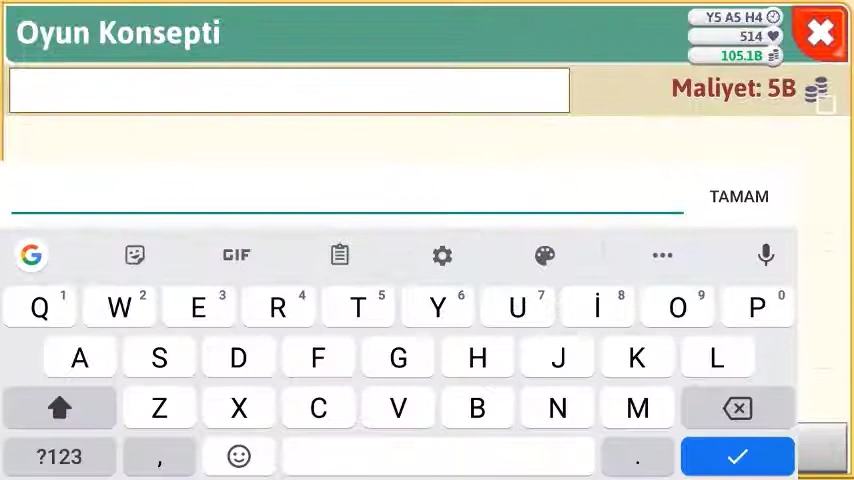 Oyun Konsepti
Y5 A5 H4
514
105.1B
Maliyet: 5B
TAMAM
GIF
Q 1 W 2 E 3 R 4 T 5 Y 6 U 7 İ 8 O 9 P 0
A S D F G H J K L
Z X C V B N M
?123 , .